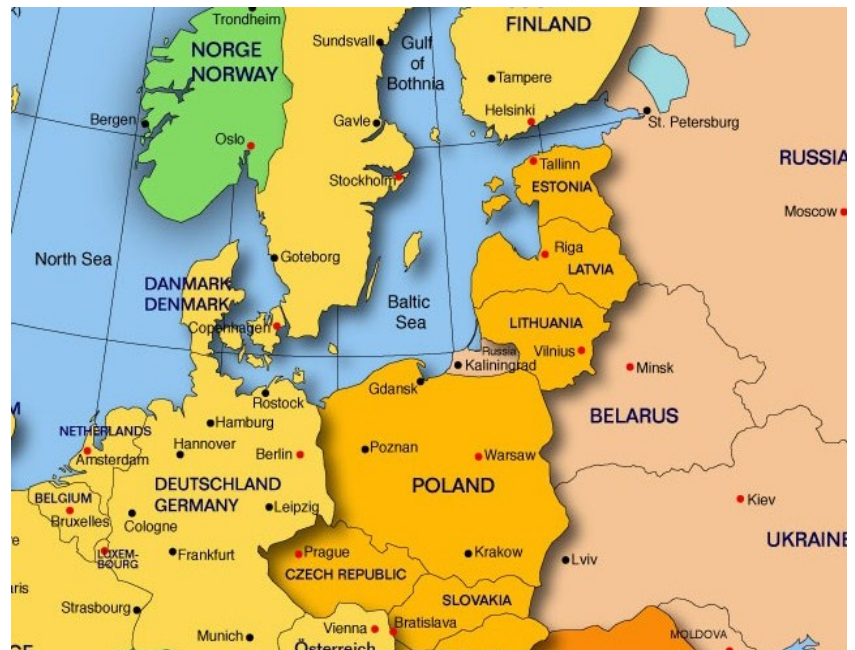 Trondheim
NORGE
NORWAY
Sundsvall
Gulf
of
Bothnia
FINLAND
Tampere
Bergen
Oslo
Gavle
Helsinki
St. Petersburg
RUSSIA
Stockholm
Tallinn
ESTONIA
Moscow
North Sea
Goteborg
Riga
LATVIA
DANMARK
DENMARK
Baltic
Sea
Copenhagen
LITHUANIA
Russia
Vilnius
Kaliningrad
Minsk
Gdansk
Rostock
BELARUS
Hamburg
NETHERLANDS
Amsterdam
Hannover
Berlin
Poznan
Warsaw
DEUTSCHLAND
GERMANY
POLAND
BELGIUM
Bruxelles
Cologne
Leipzig
Kiev
UKRAINE
LUXEM-
BOURG
Frankfurt
Prague
CZECH REPUBLIC
Krakow
Lviv
SLOVAKIA
Strasbourg
Munich
Vienna
Bratislava
Österreich
MOLDOVA